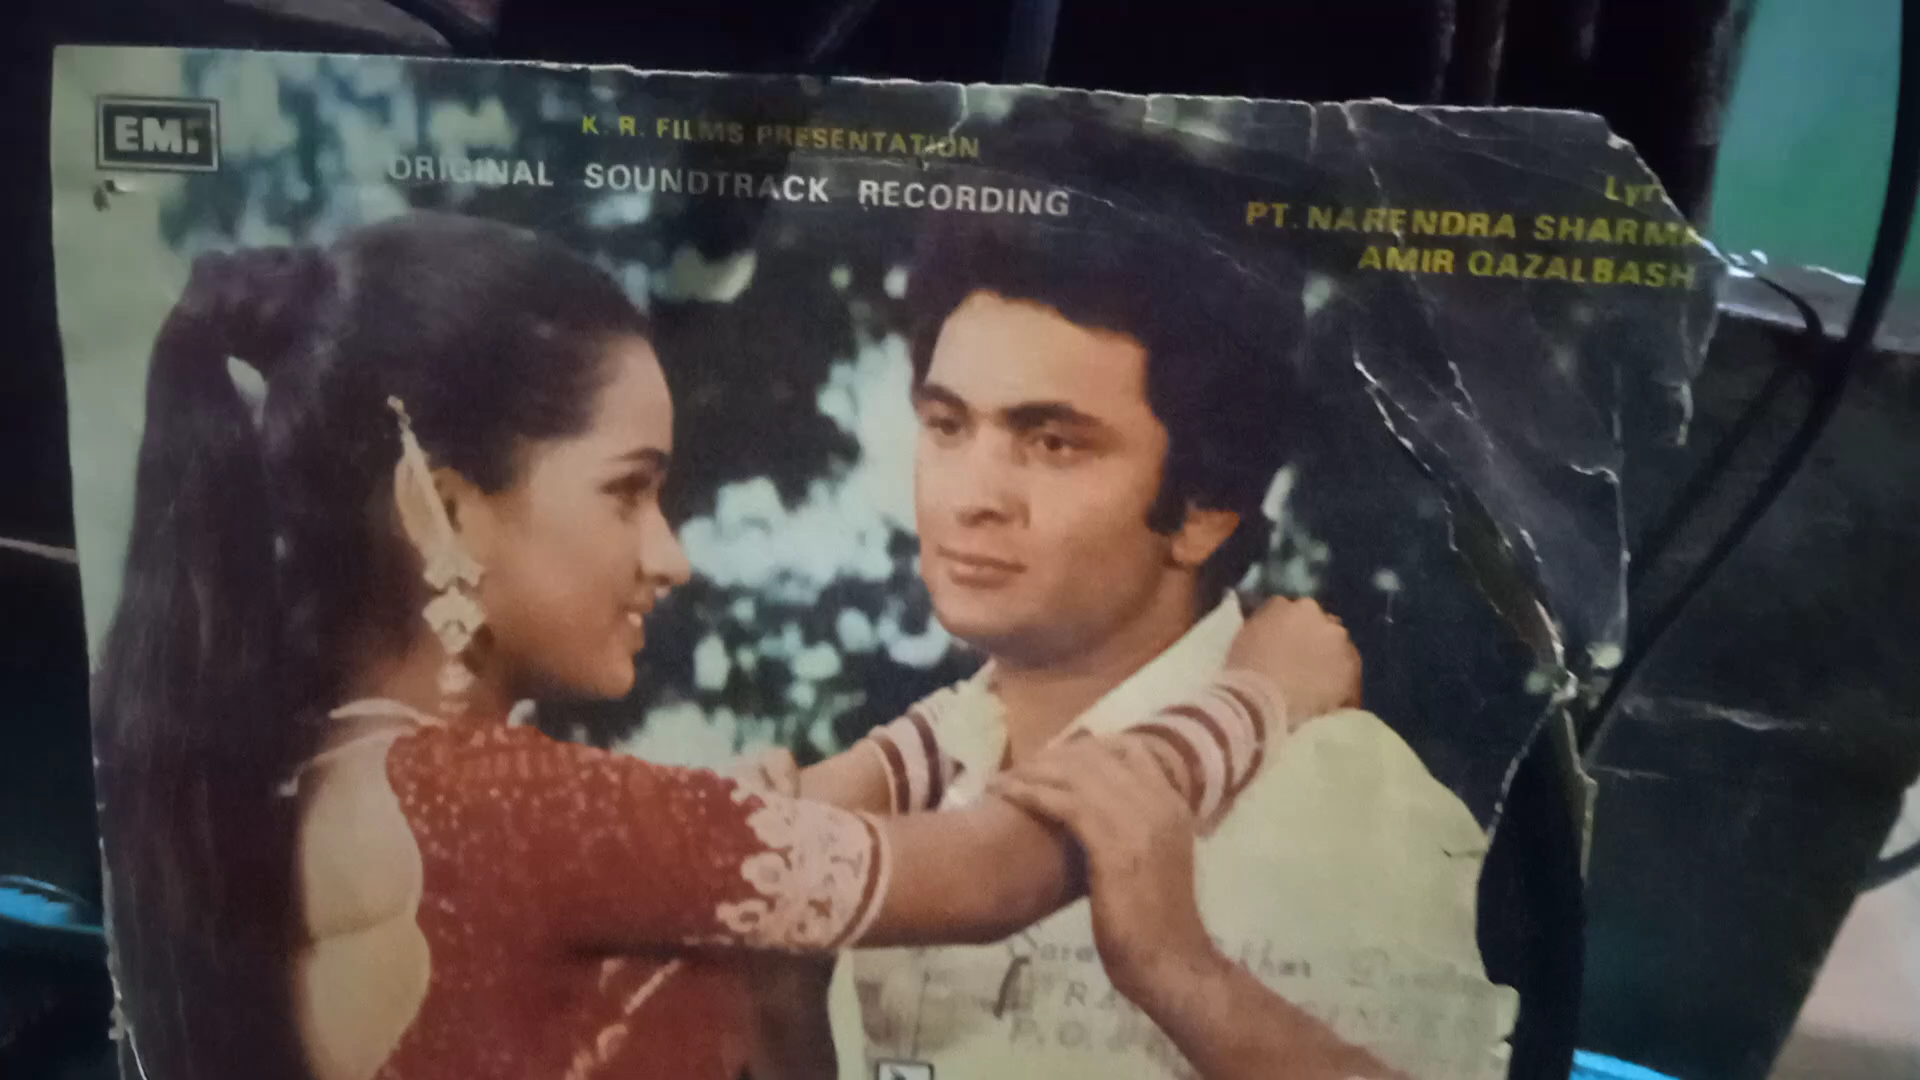 EMI
K. R. FILMS PRESENTATION
ORIGINAL SOUNDTRACK RECORDING
PT. NARENDRA SHARMA
AMIR QAZALBASH
P.O.